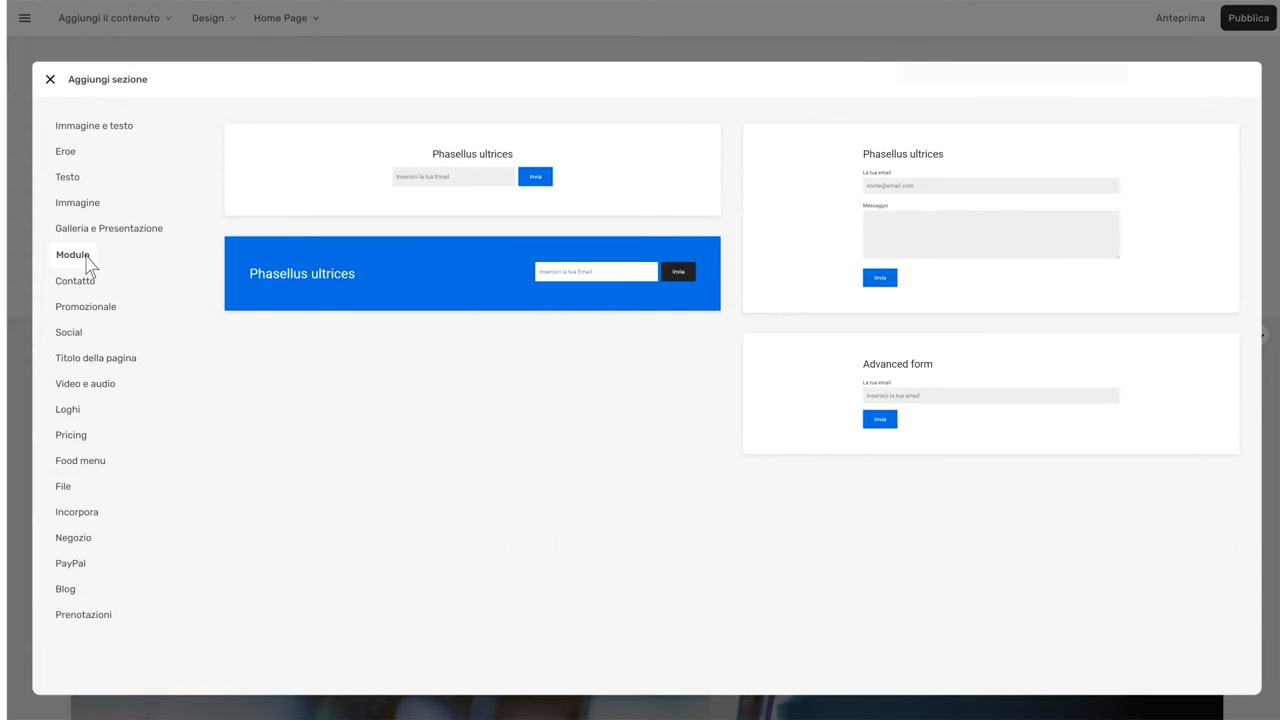 Aggiungi il contenuto
Design
Home Page
Anteprima
Pubblica
Aggiungi sezione
Immagine e testo
Eroe
Testo
Immagine
Galleria e Presentazione
Modulo
Contatto
Promozionale
Social
Titolo della pagina
Video e audio
Loghi
Pricing
Food menu
File
Incorpora
Negozio
PayPal
Blog
Prenotazioni
Phasellus ultrices
Inserisci la tua Email
Invia
Phasellus ultrices
Inserisci la tua Email
Invia
Phasellus ultrices
La tua email
nome@email.com
Messaggio
Invia
Advanced form
La tua email
Inserisci la tua email
Invia